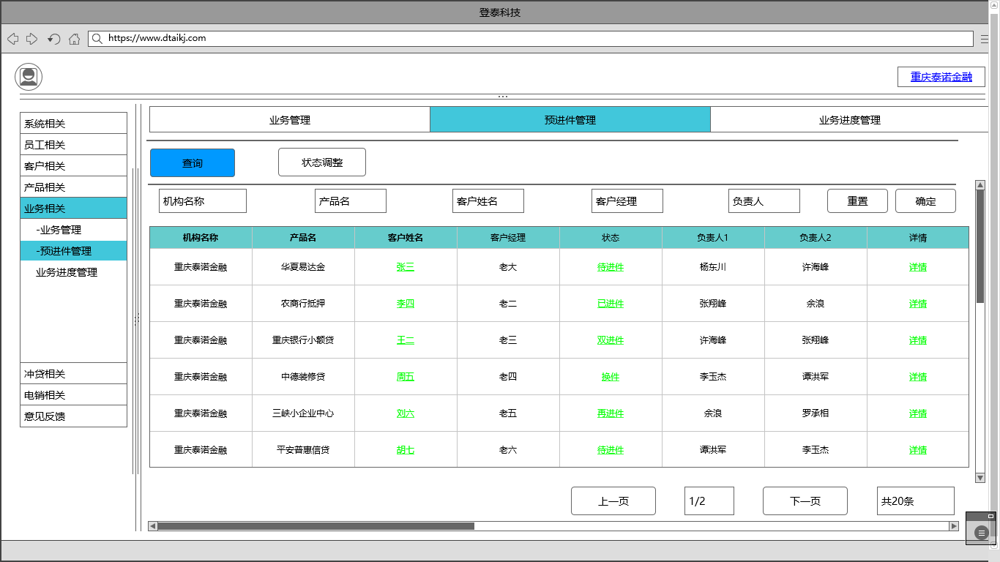 登泰科技
https://www.dtaikj.com
重庆泰诺金融
系统相关
员工相关
客户相关
产品相关
业务相关
-业务管理
-预进件管理
业务进度管理
冲贷相关
电销相关
意见反馈
业务管理 预进件管理 业务进度管理
查询 状态调整
机构名称 产品名 客户姓名 客户经理 负责人 重置 确定
机构名称 产品名 客户姓名 客户经理 状态 负责人1 负责人2 详情
重庆泰诺金融 华夏易达金 张三 老大 待进件 杨东川 许海峰 详情
重庆泰诺金融 农商行抵押 李四 老二 已进件 张翔峰 余浪 详情
重庆泰诺金融 重庆银行小额贷 王二 老三 双进件 许海峰 张翔峰 详情
重庆泰诺金融 中德装修贷 周五 老四 换件 李玉杰 谭洪军 详情
重庆泰诺金融 三峡小企业中心 刘六 老五 再进件 余浪 罗承相 详情
重庆泰诺金融 平安普惠信贷 胡七 老六 待进件 谭洪军 李玉杰 详情
上一页 1/2 下一页 共20条